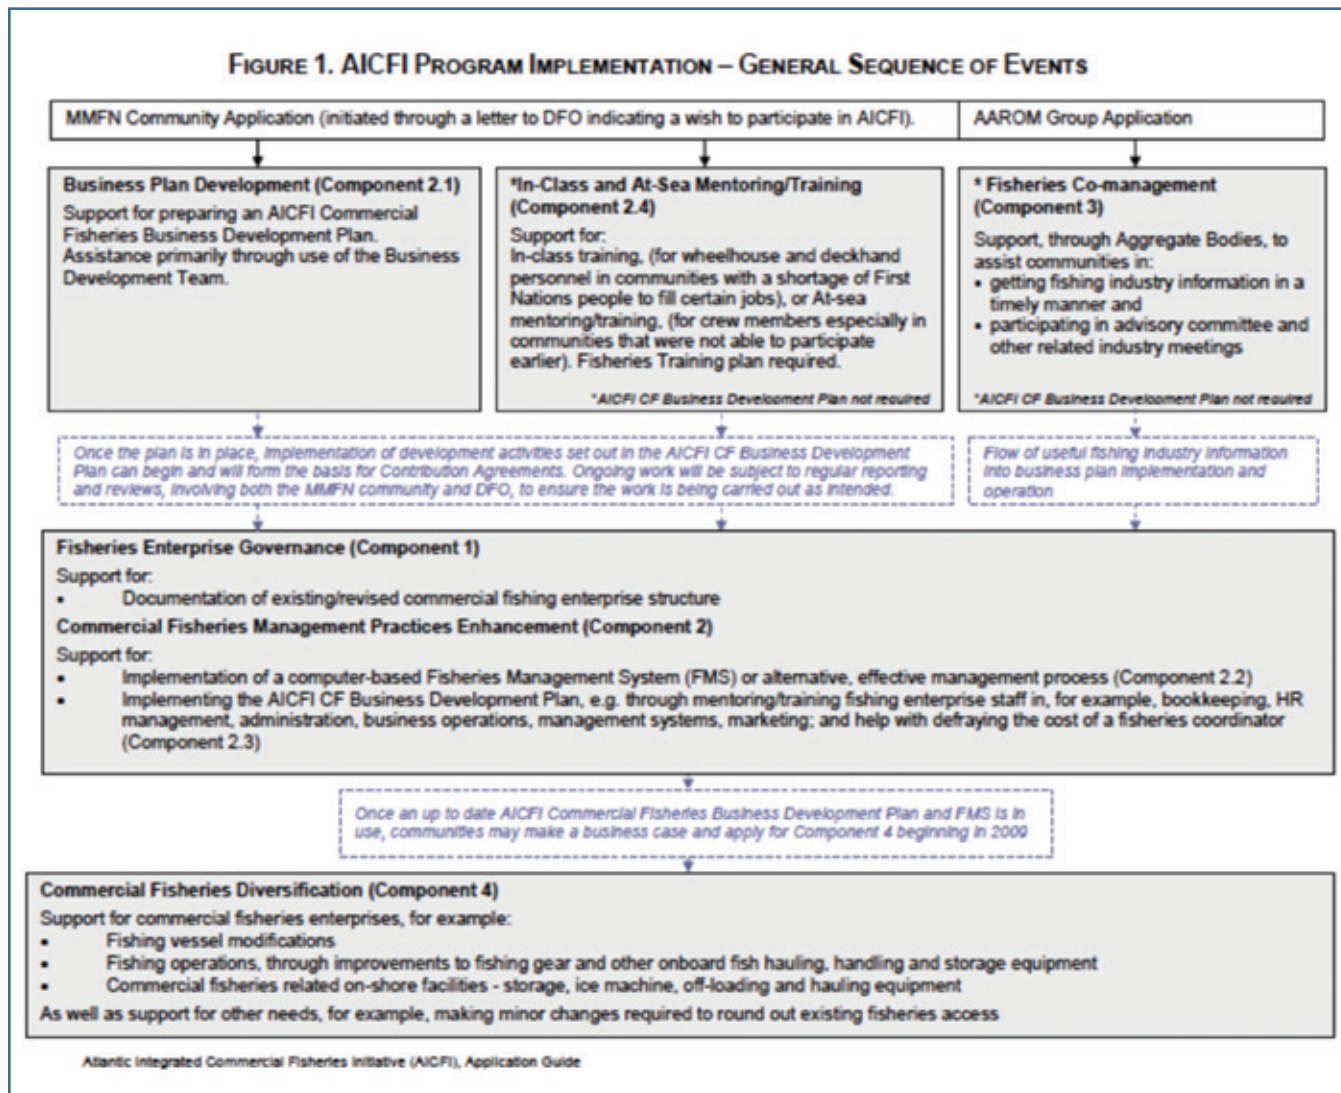 FIGURE 1. AICFI PROGRAM IMPLEMENTATION – GENERAL SEQUENCE OF EVENTS
MMFN Community Application (initiated through a letter to DFO indicating a wish to participate in AICFI).
AAROM Group Application
Business Plan Development (Component 2.1)
Support for preparing an AICFI Commercial
Fisheries Business Development Plan.
Assistance primarily through use of the Business
Development Team.
*In-Class and At-Sea Mentoring/Training
(Component 2.4)
Support for:
In-class training, (for wheelhouse and deckhand
personnel in communities with a shortage of First
Nations people to fill certain jobs), or At-sea
mentoring/training, (for crew members especially in
communities that were not able to participate
earlier). Fisheries Training plan required.
*AICFI CF Business Development Plan not required
* Fisheries Co-management
(Component 3)
Support, through Aggregate Bodies, to
assist communities in:
• getting fishing industry information in a
timely manner and
• participating in advisory committee and
other related industry meetings
*AICFI CF Business Development Plan not required
Once the plan is in place, implementation of development activities set out in the AICFI CF Business Development
Plan can begin and will form the basis for Contribution Agreements. Ongoing work will be subject to regular reporting
and reviews, involving both the MMFN community and DFO, to ensure the work is being carried out as intended.
Flow of useful fishing industry information
into business plan implementation and
operation
Fisheries Enterprise Governance (Component 1)
Support for:
• Documentation of existing/revised commercial fishing enterprise structure
Commercial Fisheries Management Practices Enhancement (Component 2)
Support for:
• Implementation of a computer-based Fisheries Management System (FMS) or alternative, effective management process (Component 2.2)
• Implementing the AICFI CF Business Development Plan, e.g. through mentoring/training fishing enterprise staff in, for example, bookkeeping, HR
management, administration, business operations, management systems, marketing; and help with defraying the cost of a fisheries coordinator
(Component 2.3)
Once an up to date AICFI Commercial Fisheries Business Development Plan and FMS is in
use, communities may make a business case and apply for Component 4 beginning in 2009
Commercial Fisheries Diversification (Component 4)
Support for commercial fisheries enterprises, for example:
• Fishing vessel modifications
• Fishing operations, through improvements to fishing gear and other onboard fish hauling, handling and storage equipment
• Commercial fisheries related on-shore facilities - storage, ice machine, off-loading and hauling equipment
As well as support for other needs, for example, making minor changes required to round out existing fisheries access
Atlantic Integrated Commercial Fisheries Initiative (AICFI), Application Guide